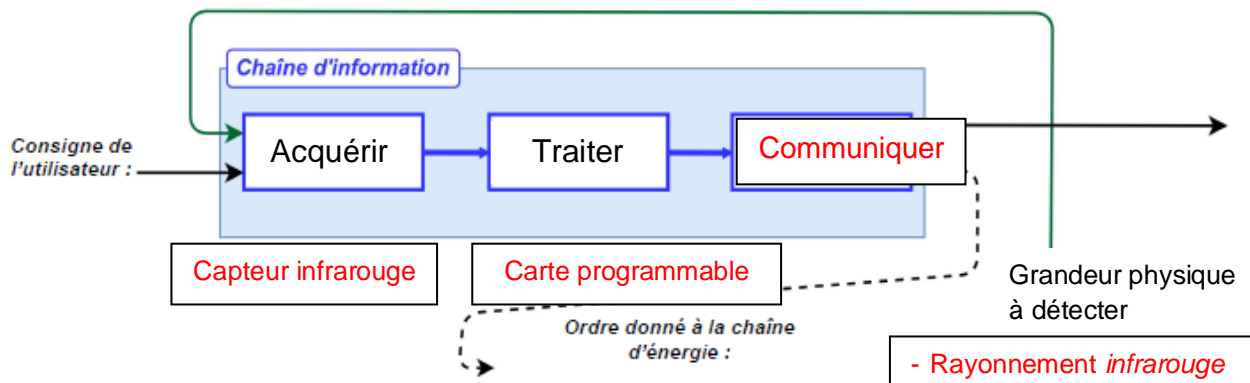 Chaîne d'information
Consigne de
l'utilisateur :
Acquérir
Traiter
Communiquer
Capteur infrarouge
Carte programmable
Grandeur physique
à détecter
Ordre donné à la chaîne
d'énergie :
- Rayonnement infrarouge